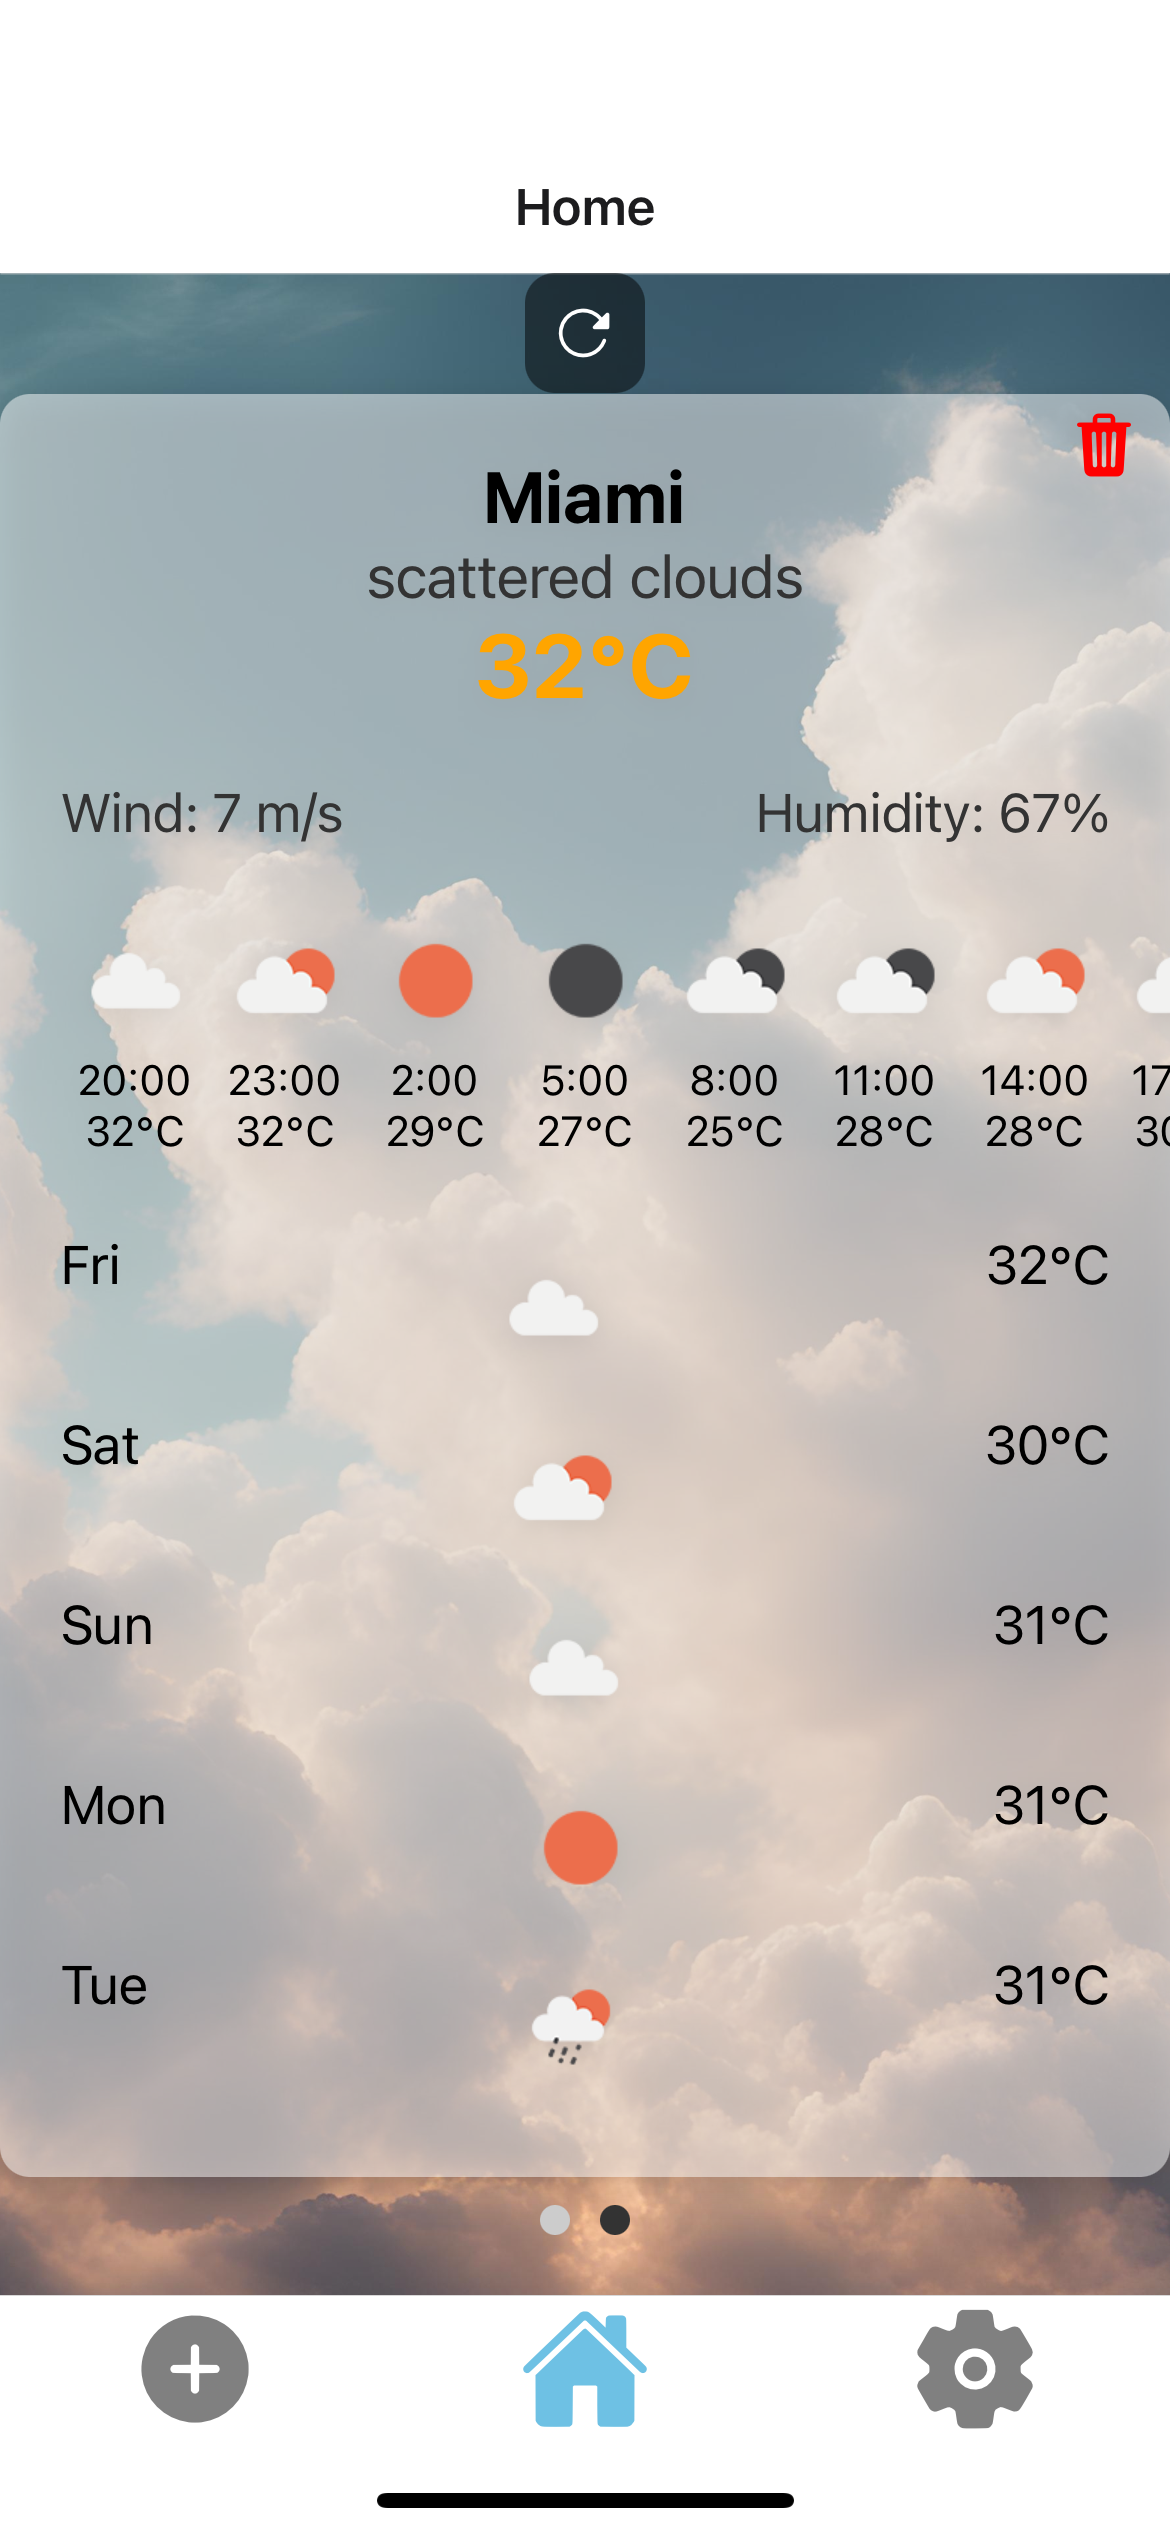 Home
Miami
scattered clouds
32°C
Wind: 7 m/s Humidity: 67%
20:00 23:00 2:00 5:00 8:00 11:00 14:00 17
32°C 32°C 29°C 27°C 25°C 28°C 28°C 30
Fri 32°C
Sat 30°C
Sun 31°C
Mon 31°C
Tue 31°C